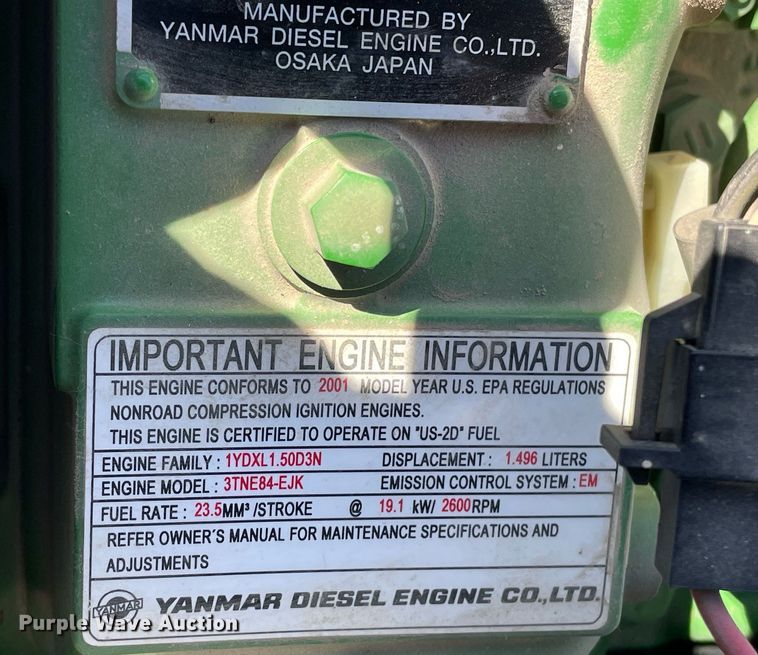 MANUFACTURED BY
YANMAR DIESEL ENGINE CO.,LTD.
OSAKA JAPAN
IMPORTANT ENGINE INFORMATION
THIS ENGINE CONFORMS TO 2001 MODEL YEAR U.S. EPA REGULATIONS
NONROAD COMPRESSION IGNITION ENGINES.
THIS ENGINE IS CERTIFIED TO OPERATE ON "US-2D" FUEL
ENGINE FAMILY : 1YDXL1.50D3N DISPLACEMENT : 1.496 LITERS
ENGINE MODEL : 3TNE84-EJK EMISSION CONTROL SYSTEM : EM
FUEL RATE : 23.5MM³ /STROKE @ 19.1 kW/ 2600RPM
REFER OWNER´S MANUAL FOR MAINTENANCE SPECIFICATIONS AND
ADJUSTMENTS
YANMAR YANMAR DIESEL ENGINE CO.,LTD.
Purple Wave Auction